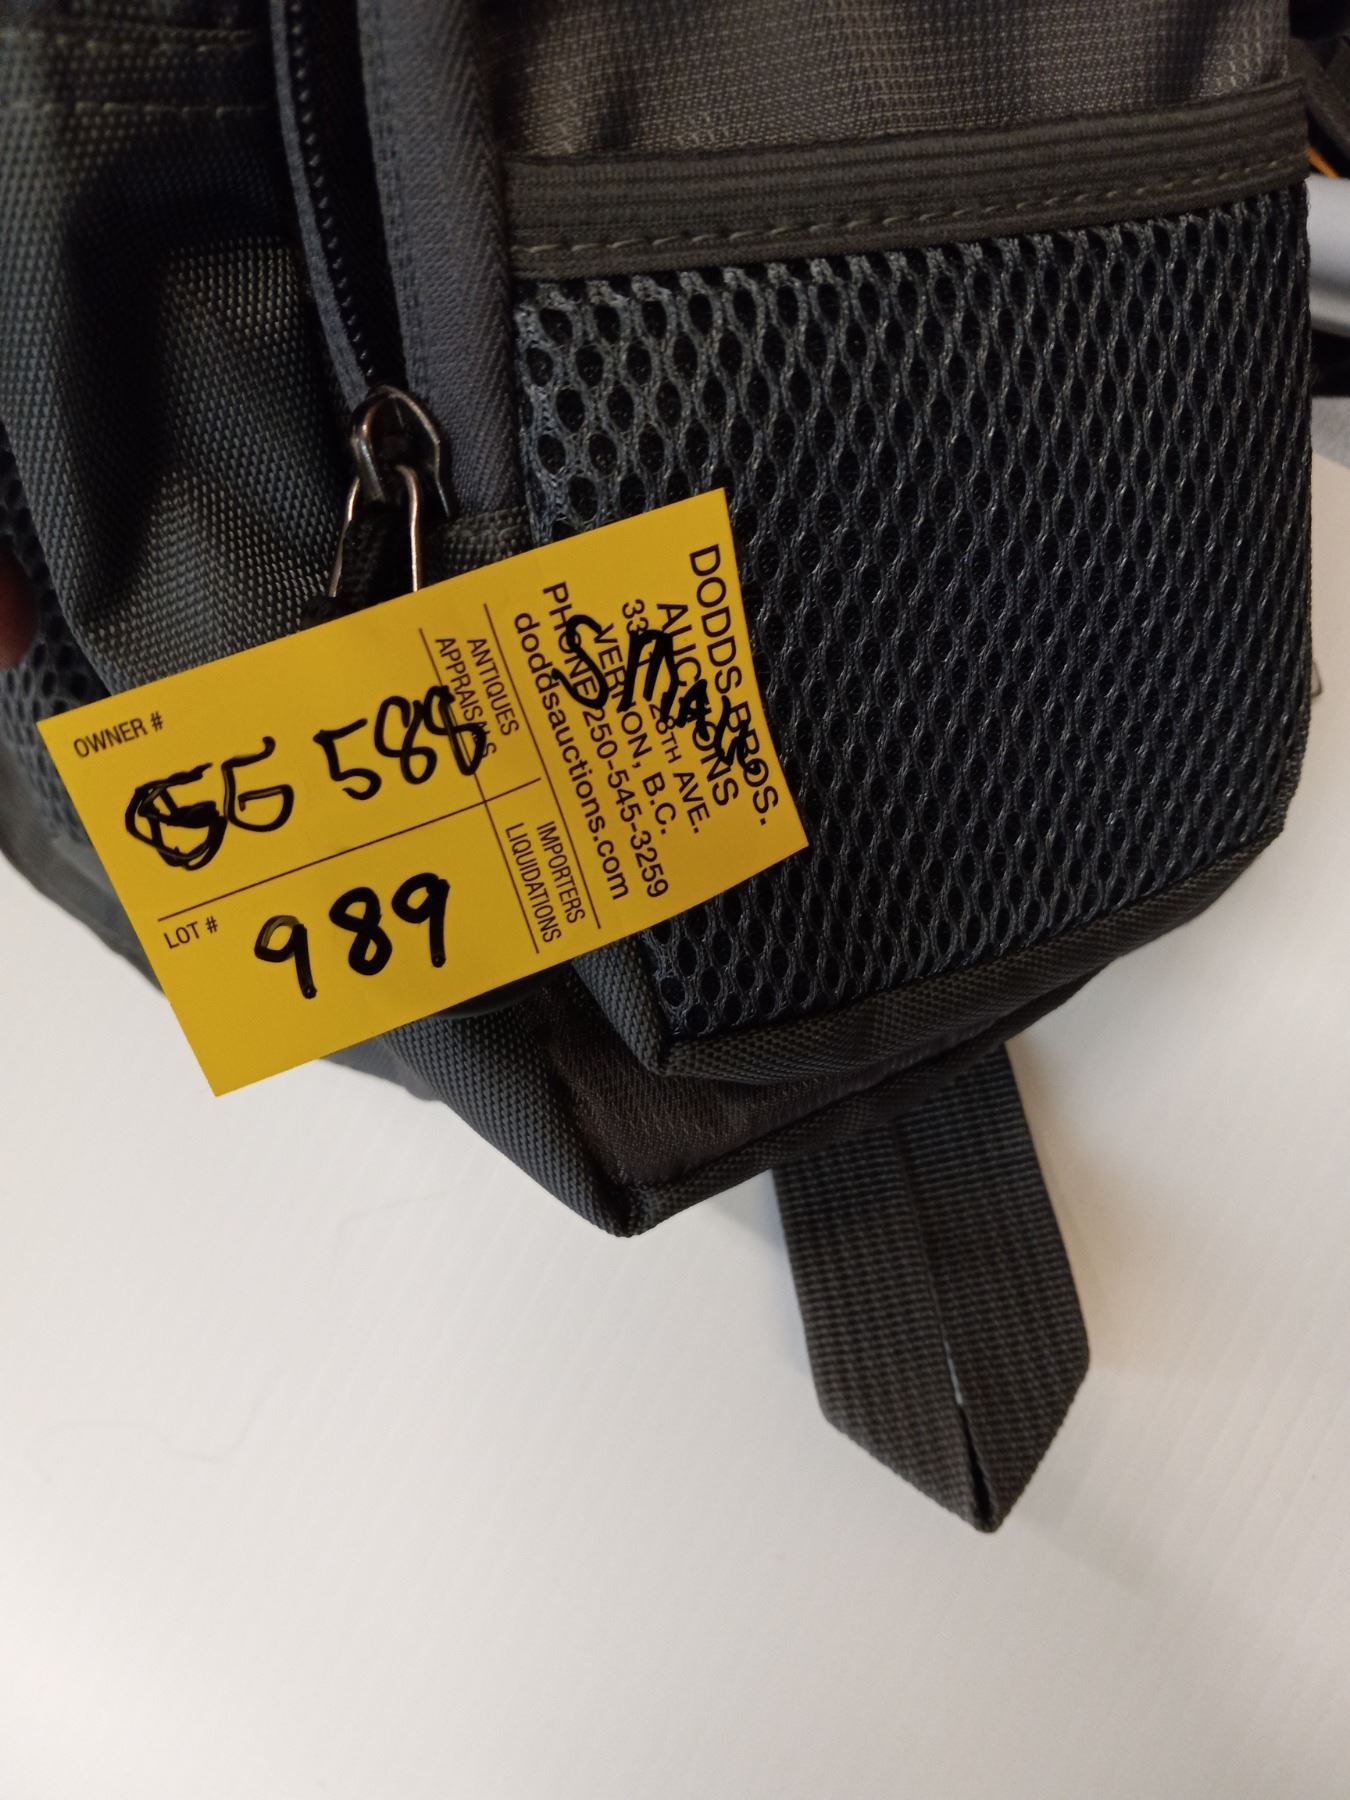 DODDS BROS.
AUCTIONS
28TH AVE.
VERNON, B.C.
PHONE 250-545-3259
doddsauctions.com
ANTIQUES
APPRAISALS
IMPORTERS
LIQUIDATIONS
OWNER #
G 588
LOT #
989